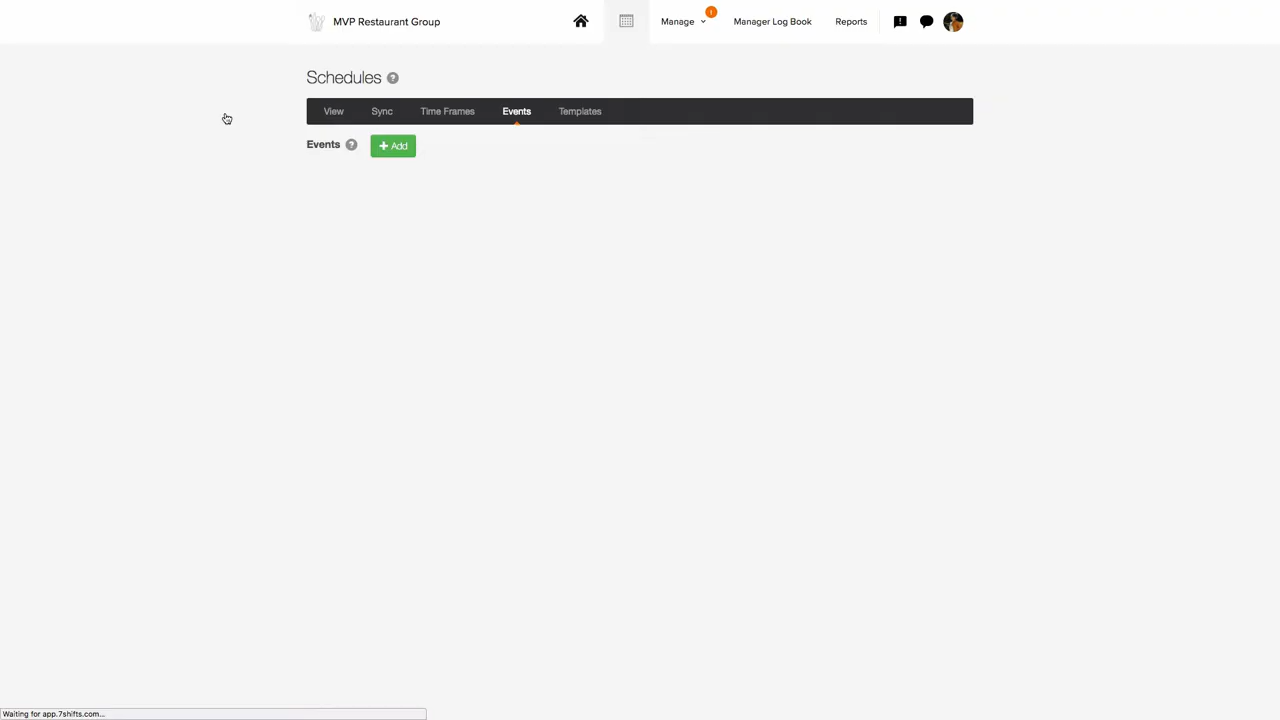 MVP Restaurant Group
Manage
Manager Log Book
Reports
Schedules
View
Sync
Time Frames
Events
Templates
Events
+ Add
Waiting for app.7shifts.com...